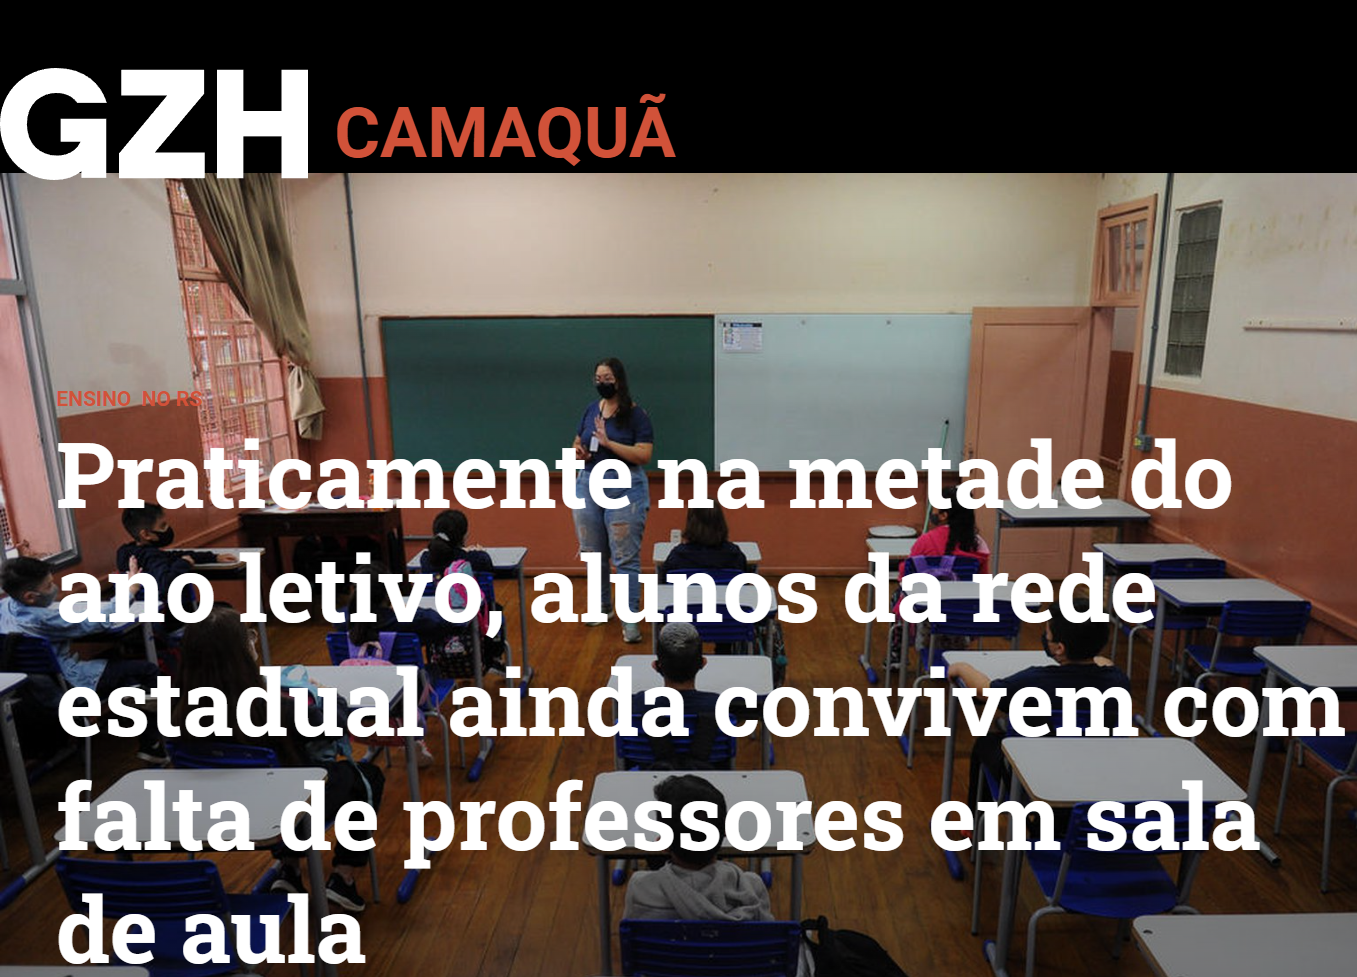 GZH CAMAQUÃ
ENSINO NO RS
Praticamente na metade do
ano letivo, alunos da rede
estadual ainda convivem com
falta de professores em sala
de aula